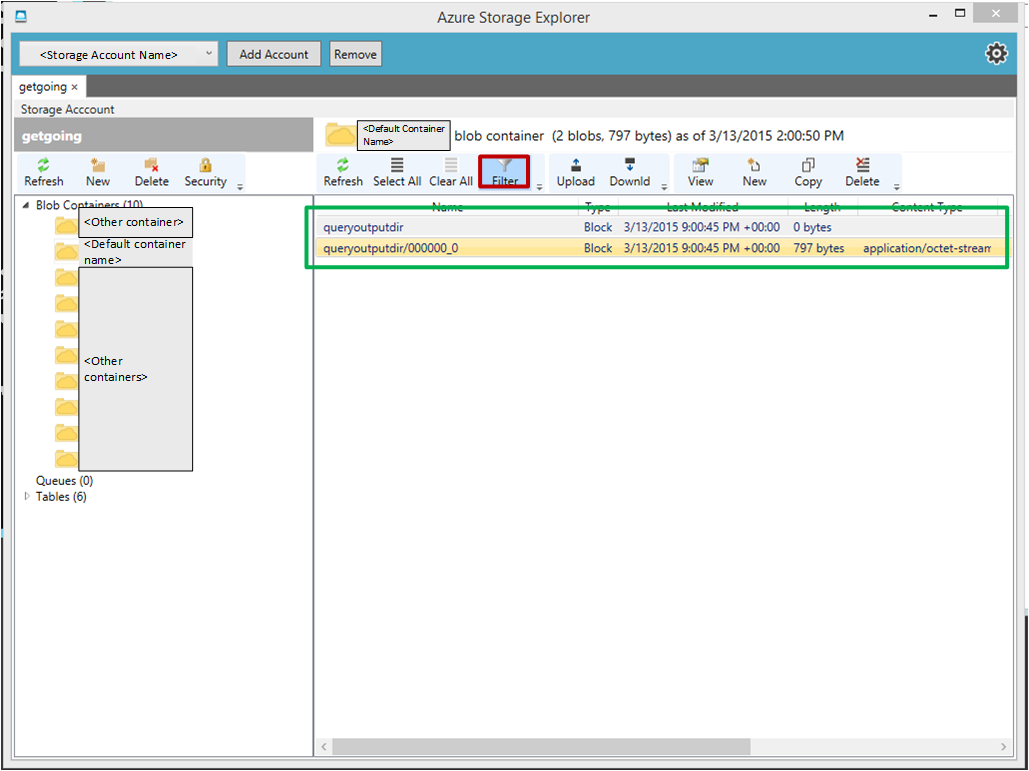 Azure Storage Explorer
<Storage Account Name> Add Account Remove
getgoing ×
Storage Acccount
getgoing
<Default Container
Name>
blob container (2 blobs, 797 bytes) as of 3/13/2015 2:00:50 PM
Refresh New Delete Security
Refresh Select All Clear All Filter Upload Downld View New Copy Delete
Blob Containers (10)
<Other container>
<Default container
name>
<Other
containers>
Queues (0)
Tables (6)
Name Type Last Modified Length Content Type
queryoutputdir Block 3/13/2015 9:00:45 PM +00:00 0 bytes
queryoutputdir/000000_0 Block 3/13/2015 9:00:45 PM +00:00 797 bytes application/octet-stream